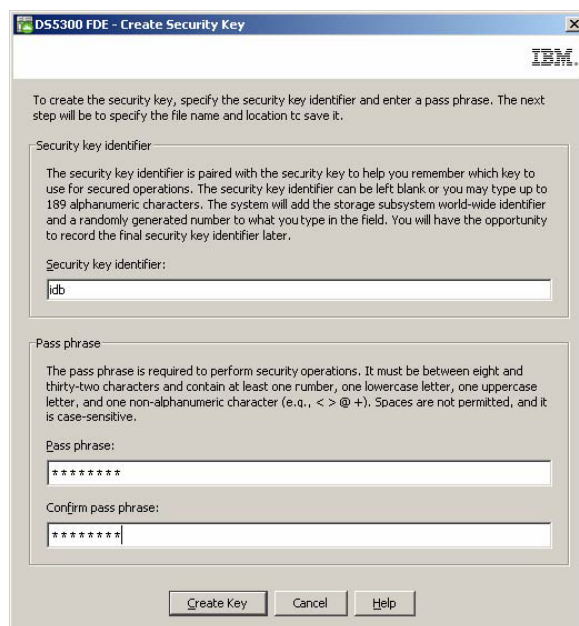 DS5300 FDE - Create Security Key
IBM.
To create the security key, specify the security key identifier and enter a pass phrase. The next
step will be to specify the file name and location tc save it.
Security key identifier
The security key identifier is paired with the security key to help you remember which key to
use for secured operations. The security key identifier can be left blank or you may type up to
189 alphanumeric characters. The system will add the storage subsystem world-wide identifier
and a randomly generated number to what you type in the field. You will have the opportunity
to record the final security key identifier later.
Security key identifier:
idb
Pass phrase
The pass phrase is required to perform security operations. It must be between eight and
thirty-two characters and contain at least one number, one lowercase letter, one uppercase
letter, and one non-alphanumeric character (e.g., < > @ +). Spaces are not permitted, and it
is case-sensitive.
Pass phrase:
********
Confirm pass phrase:
********
Create Key
Cancel
Help